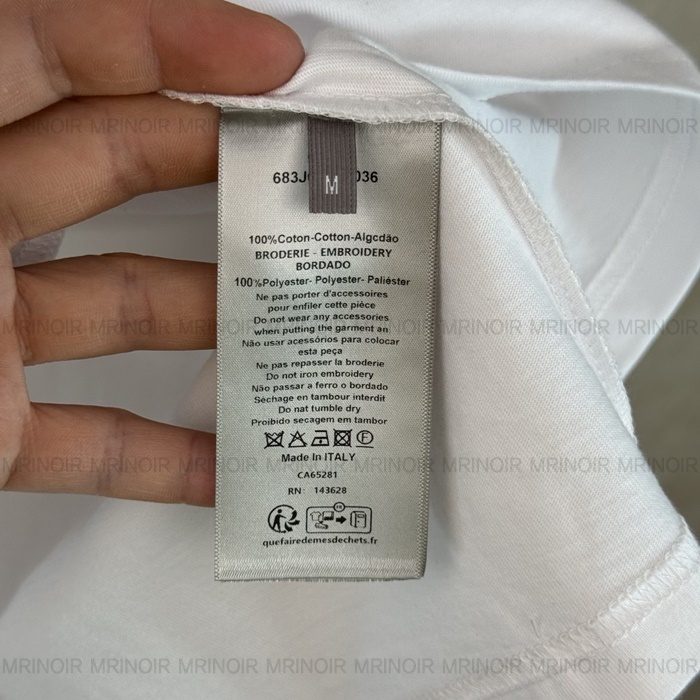 MRINOIR MRINOIR MRINOIR MRINOIR MRINOIR MRINOIR MRINOIR MRINOIR
683J 036
M
100%Coton-Cotton-Algcdão
BRODERIE - EMBROIDERY
BORDADO
100%Polyester- Polyester- Paliéster
Ne pas porter d'accessoires
pour enfiler cette pièce
Do not wear any accessories
when putting the garment an
Não usar acessórios para colocar
esta peça
Ne pas repasser la broderie
Do not iron embroidery
Não passar a ferro o bordado
Séchage en tambour interdit
Do nat tumble dry
Proibido secagem em tambor
F
Made In ITALY
CA65281
RN: 143628
FR
quefairedemesdechets.fr